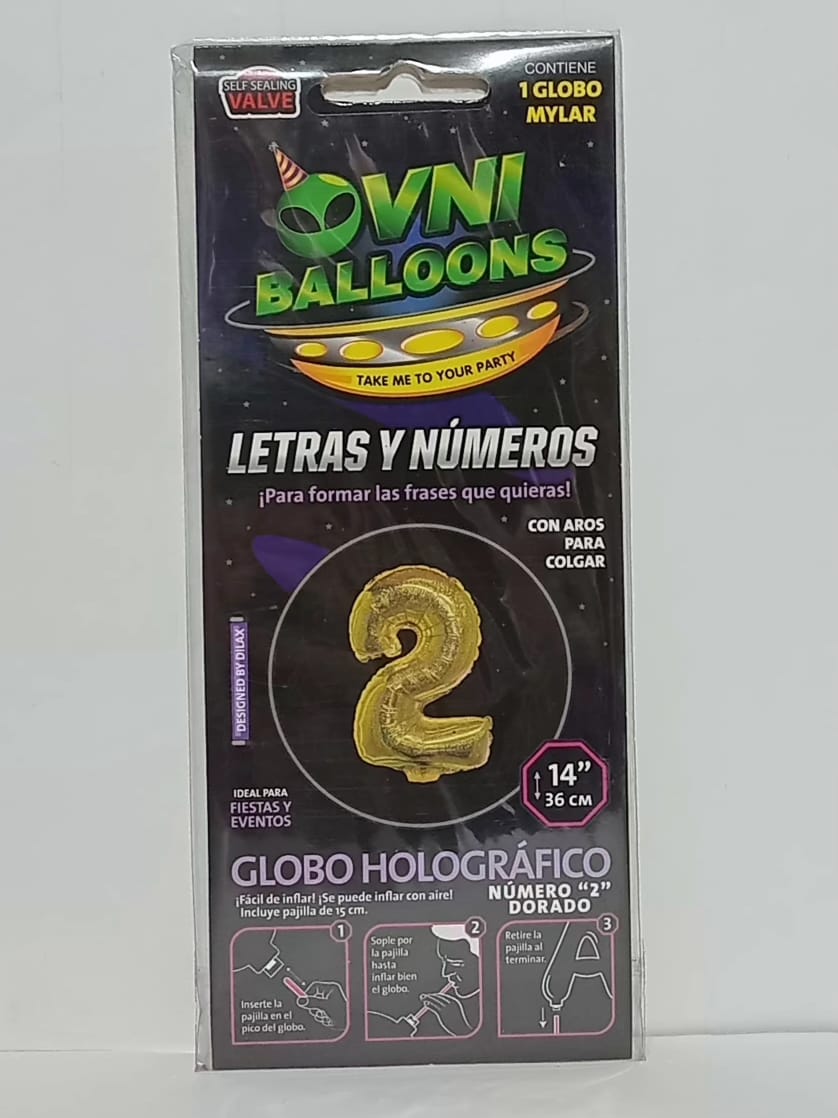 SELF SEALING
VALVE
CONTIENE
1 GLOBO
MYLAR
OVNI
BALLOONS
TAKE ME TO YOUR PARTY
LETRAS Y NÚMEROS
¡Para formar las frases que quieras!
CON AROS
PARA
COLGAR
"DESIGNED BY DILAX"
14”
36 CM
IDEAL PARA
FIESTAS Y
EVENTOS
GLOBO HOLOGRÁFICO
¡Fácil de inflar! ¡Se puede inflar con aire!
Incluye pajilla de 15 cm.
NÚMERO “2”
DORADO
1
Inserte la
pajilla en el
pico del globo.
2
Sople por
la pajilla
hasta
inflar bien
el globo.
3
Retire la
pajilla al
terminar.